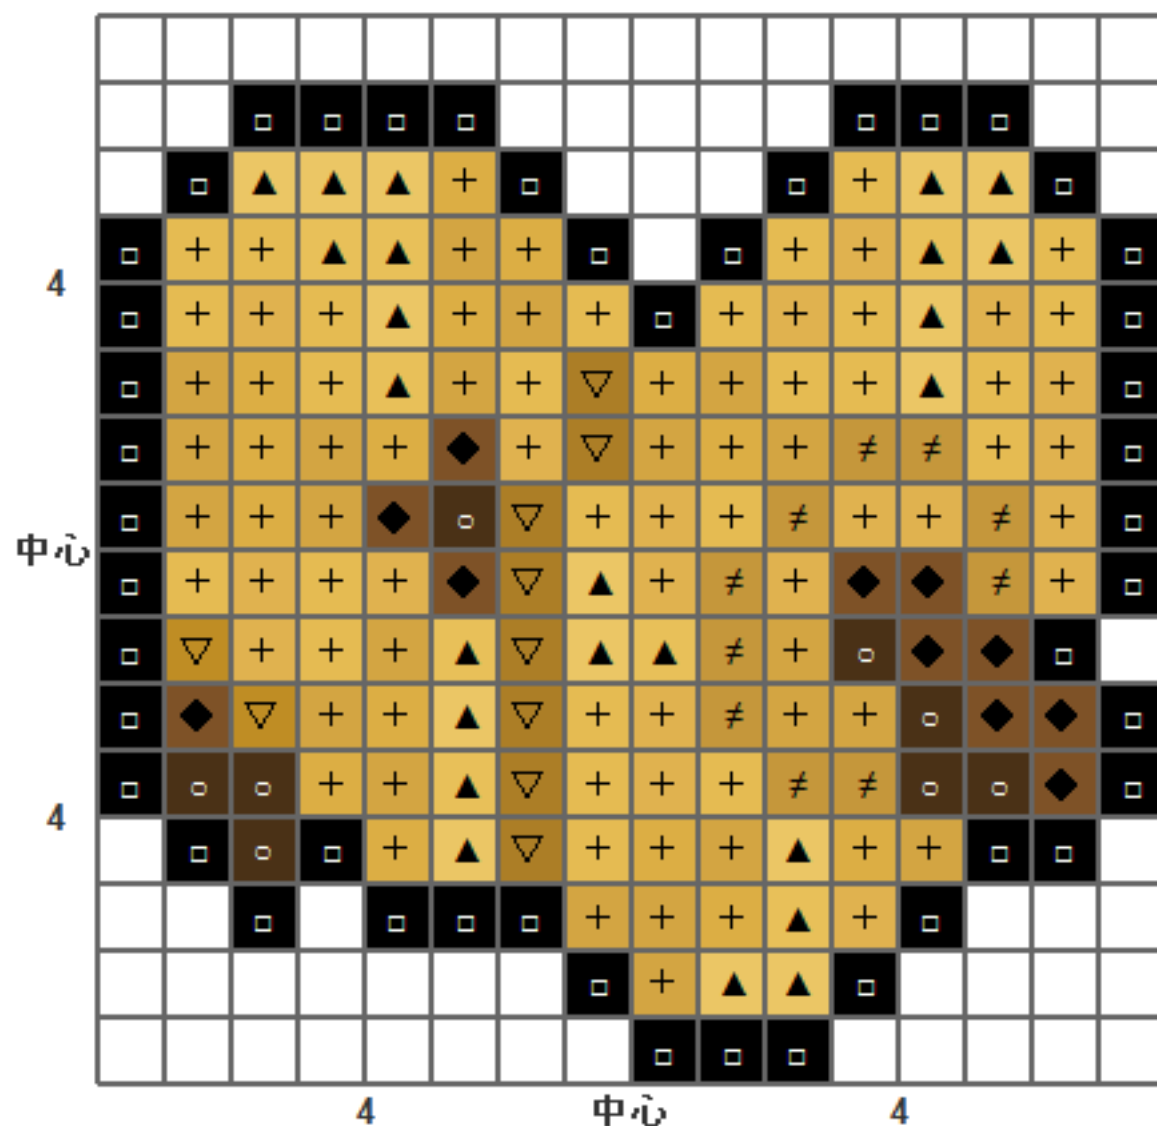 □ □ □ □ □ □ □
□ ▲ ▲ ▲ + □ □ + ▲ ▲ □
□ + + ▲ ▲ + + □ □ + + ▲ ▲ + □
4
□ + + + ▲ + + + □ + + + ▲ + + □
□ + + + ▲ + + ▽ + + + + ▲ + + □
□ + + + + ◆ + ▽ + + + ≠ ≠ + + □
□ + + + ◆ ○ ▽ + + + ≠ + + ≠ + □
中心
□ + + + + ◆ ▽ ▲ + ≠ + ◆ ◆ ≠ + □
□ ▽ + + + ▲ ▽ ▲ ▲ ≠ + ○ ◆ ◆ □
□ ◆ ▽ + + ▲ ▽ + + ≠ + + ○ ◆ ◆ □
□ ○ ○ + + ▲ ▽ + + + ≠ ≠ ○ ○ ◆ □
4
□ ○ □ + ▲ ▽ + + + ▲ + + □ □
□ □ □ □ + + + ▲ + □
□ + ▲ ▲ □
□ □ □
4 中心 4